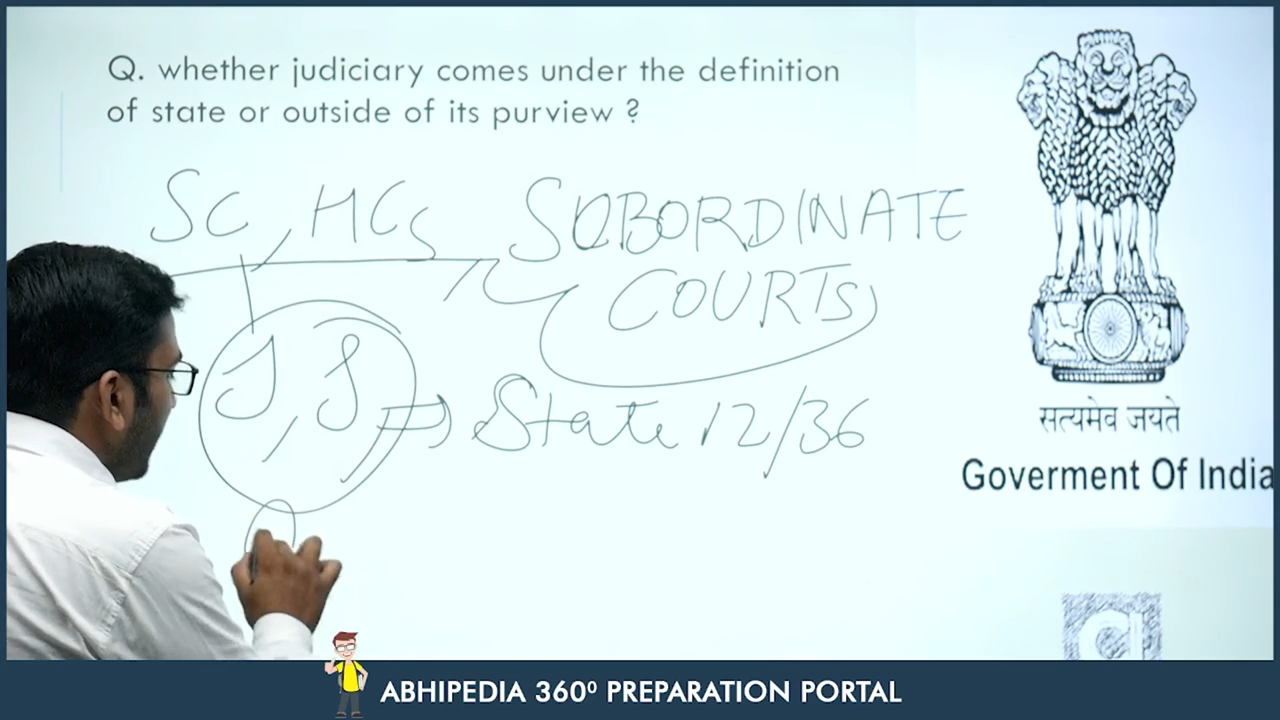 Q. whether judiciary comes under the definition
of state or outside of its purview ?
SC, HCs SUBORDINATE
COURTS
J, J => State 12/36
सत्यमेव जयते
Goverment Of India
ABHIPEDIA 360⁰ PREPARATION PORTAL